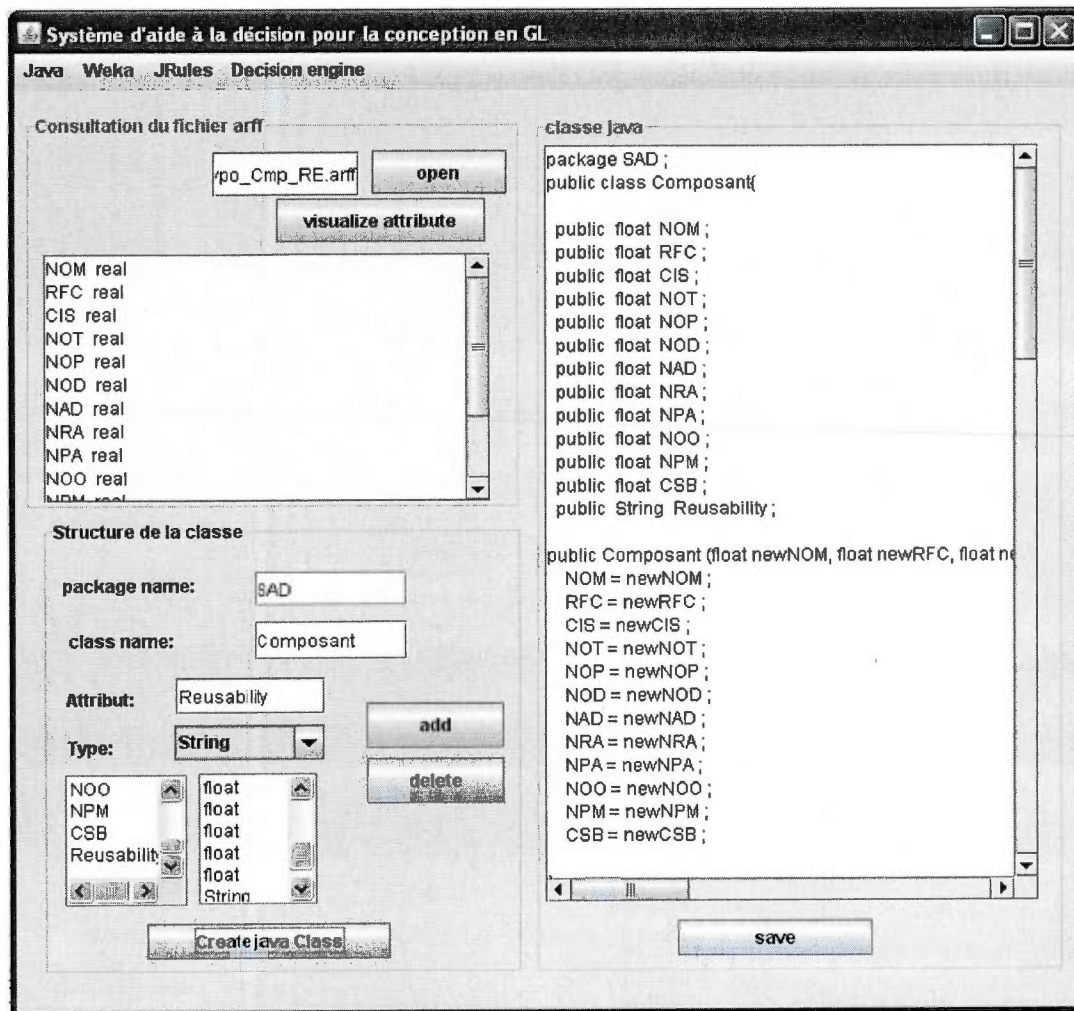 Système d'aide à la décision pour la conception en GL
Java Weka JRules Decision engine
Consultation du fichier arff
/po_Cmp_RE.arff
open
visualize attribute
NOM real
RFC real
CIS real
NOT real
NOP real
NOD real
NAD real
NRA real
NPA real
NOO real
NPM real
Structure de la classe
package name:
SAD
class name:
Composant
Attribut:
Reusability
Type:
String
add
delete
NOO
NPM
CSB
Reusability
float
float
float
float
float
String
Create java Class
classe java
package SAD ;
public class Composant{
public float NOM ;
public float RFC ;
public float CIS ;
public float NOT ;
public float NOP ;
public float NOD ;
public float NAD ;
public float NRA ;
public float NPA ;
public float NOO ;
public float NPM ;
public float CSB ;
public String Reusability ;
public Composant (float newNOM, float newRFC, float ne
NOM = newNOM ;
RFC = newRFC ;
CIS = newCIS ;
NOT = newNOT ;
NOP = newNOP ;
NOD = newNOD ;
NAD = newNAD ;
NRA = newNRA ;
NPA = newNPA ;
NOO = newNOO ;
NPM = newNPM ;
CSB = newCSB ;
save